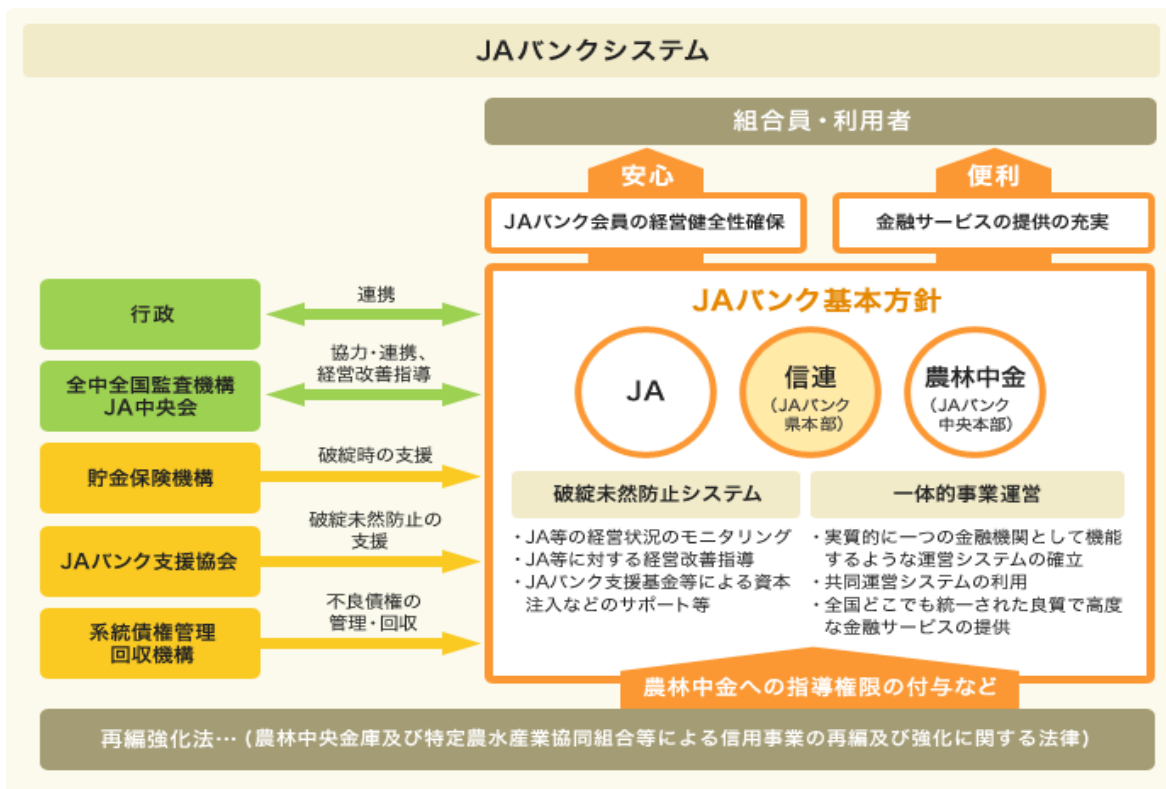 JAバンクシステム
組合員・利用者
安心
便利
JAバンク会員の経営健全性確保
金融サービスの提供の充実
行政
連携
全中全国監査機構
JA中央会
協力・連携、
経営改善指導
貯金保険機構
破綻時の支援
JAバンク支援協会
破綻未然防止の
支援
系統債権管理
回収機構
不良債権の
管理・回収
JAバンク基本方針
JA
信連
（JAバンク
県本部）
農林中金
（JAバンク
中央本部）
破綻未然防止システム
・JA等の経営状況のモニタリング
・JA等に対する経営改善指導
・JAバンク支援基金等による資本
注入などのサポート等
一体的事業運営
・実質的に一つの金融機関として機能
するような運営システムの確立
・共同運営システムの利用
・全国どこでも統一された良質で高度
な金融サービスの提供
農林中金への指導権限の付与など
再編強化法…（農林中央金庫及び特定農水産業協同組合等による信用事業の再編及び強化に関する法律）